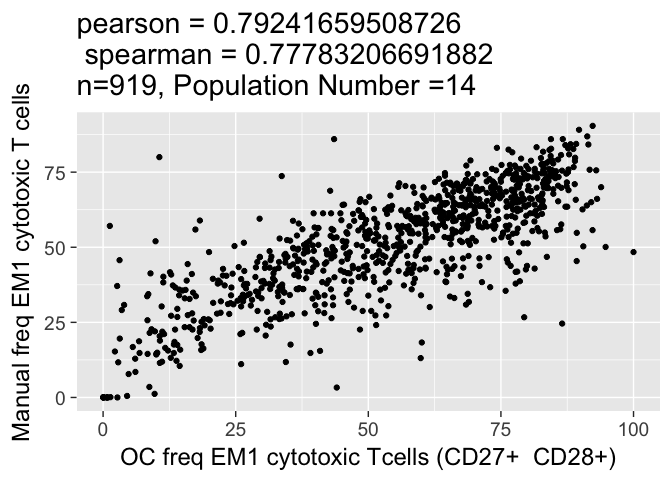 pearson = 0.79241659508726
spearman = 0.77783206691882
n=919, Population Number =14
Manual freq EM1 cytotoxic T cells
75
50
25
0
0 25 50 75 100
OC freq EM1 cytotoxic Tcells (CD27+  CD28+)